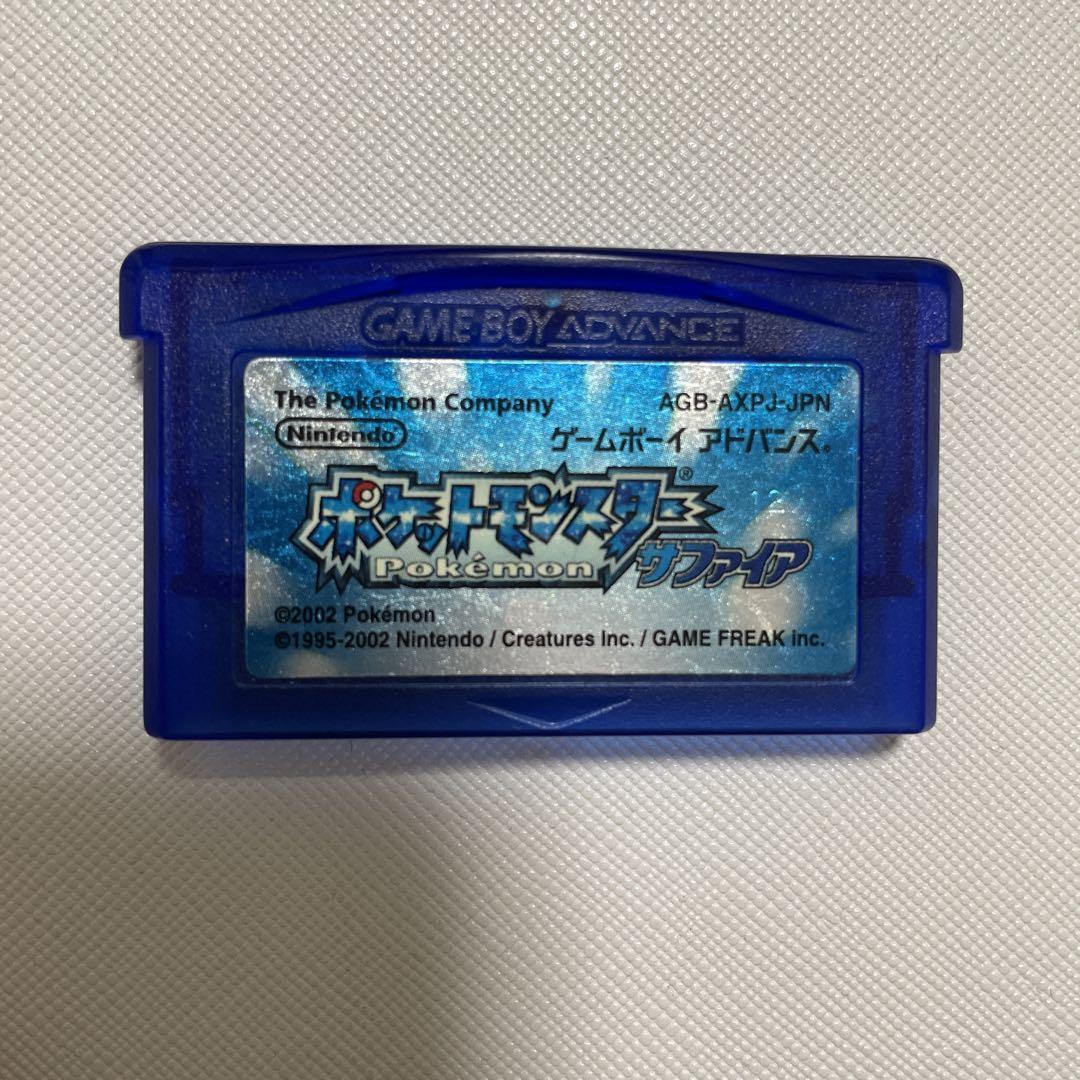 GAME BOY ADVANCE
The Pokémon Company AGB-AXPJ-JPN
Nintendo ゲームボーイ アドバンス®
ポケットモンスター®
12
Pokémon サファイア
©2002 Pokémon
©1995-2002 Nintendo / Creatures Inc. / GAME FREAK inc.